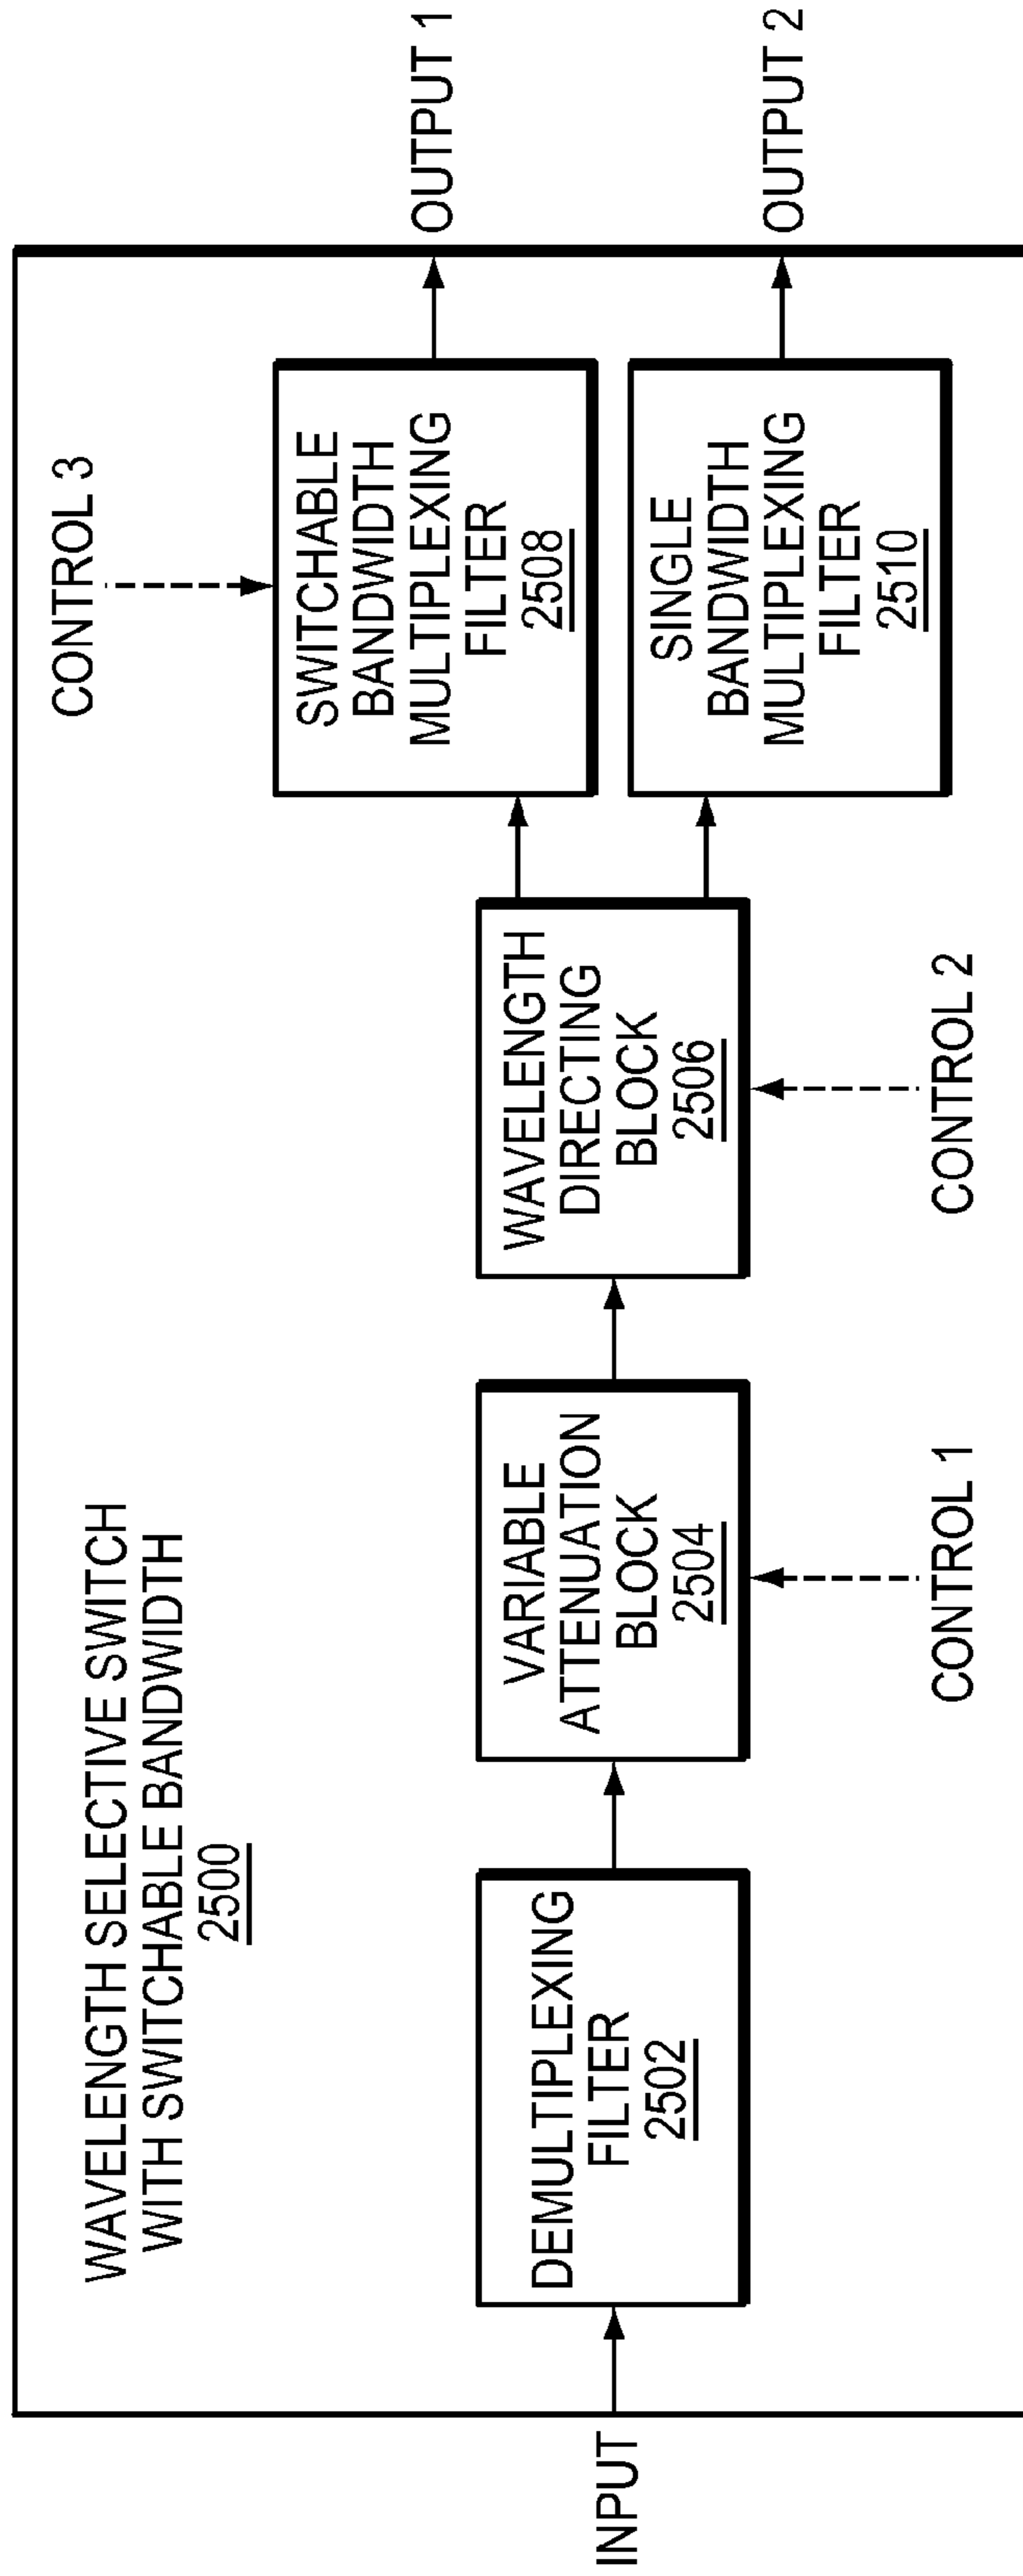 WAVELENGTH SELECTIVE SWITCH
WITH SWITCHABLE BANDWIDTH
2500
INPUT
DEMULTIPLEXING
FILTER
2502
VARIABLE
ATTENUATION
BLOCK
2504
CONTROL 1
WAVELENGTH
DIRECTING
BLOCK
2506
CONTROL 2
CONTROL 3
SWITCHABLE
BANDWIDTH
MULTIPLEXING
FILTER
2508
SINGLE
BANDWIDTH
MULTIPLEXING
FILTER
2510
OUTPUT 1
OUTPUT 2